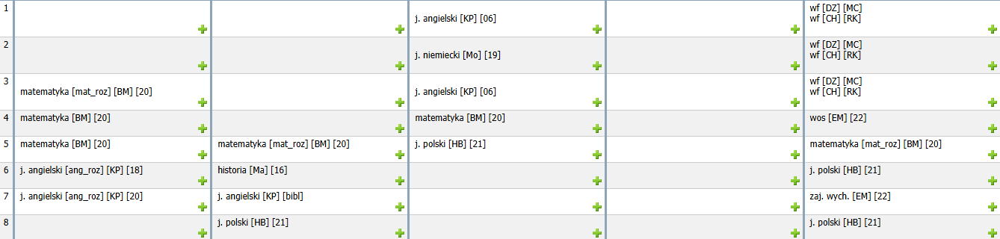 1
j. angielski [KP] [06]
wf [DZ] [MC]
wf [CH] [RK]
2
j. niemiecki [Mo] [19]
wf [DZ] [MC]
wf [CH] [RK]
3
matematyka [mat_roz] [BM] [20]
j. angielski [KP] [06]
wf [DZ] [MC]
wf [CH] [RK]
4
matematyka [BM] [20]
matematyka [BM] [20]
wos [EM] [22]
5
matematyka [BM] [20]
matematyka [mat_roz] [BM] [20]
j. polski [HB] [21]
matematyka [mat_roz] [BM] [20]
6
j. angielski [ang_roz] [KP] [18]
historia [Ma] [16]
j. polski [HB] [21]
7
j. angielski [ang_roz] [KP] [20]
j. angielski [KP] [bibl]
zaj. wych. [EM] [22]
8
j. polski [HB] [21]
j. polski [HB] [21]